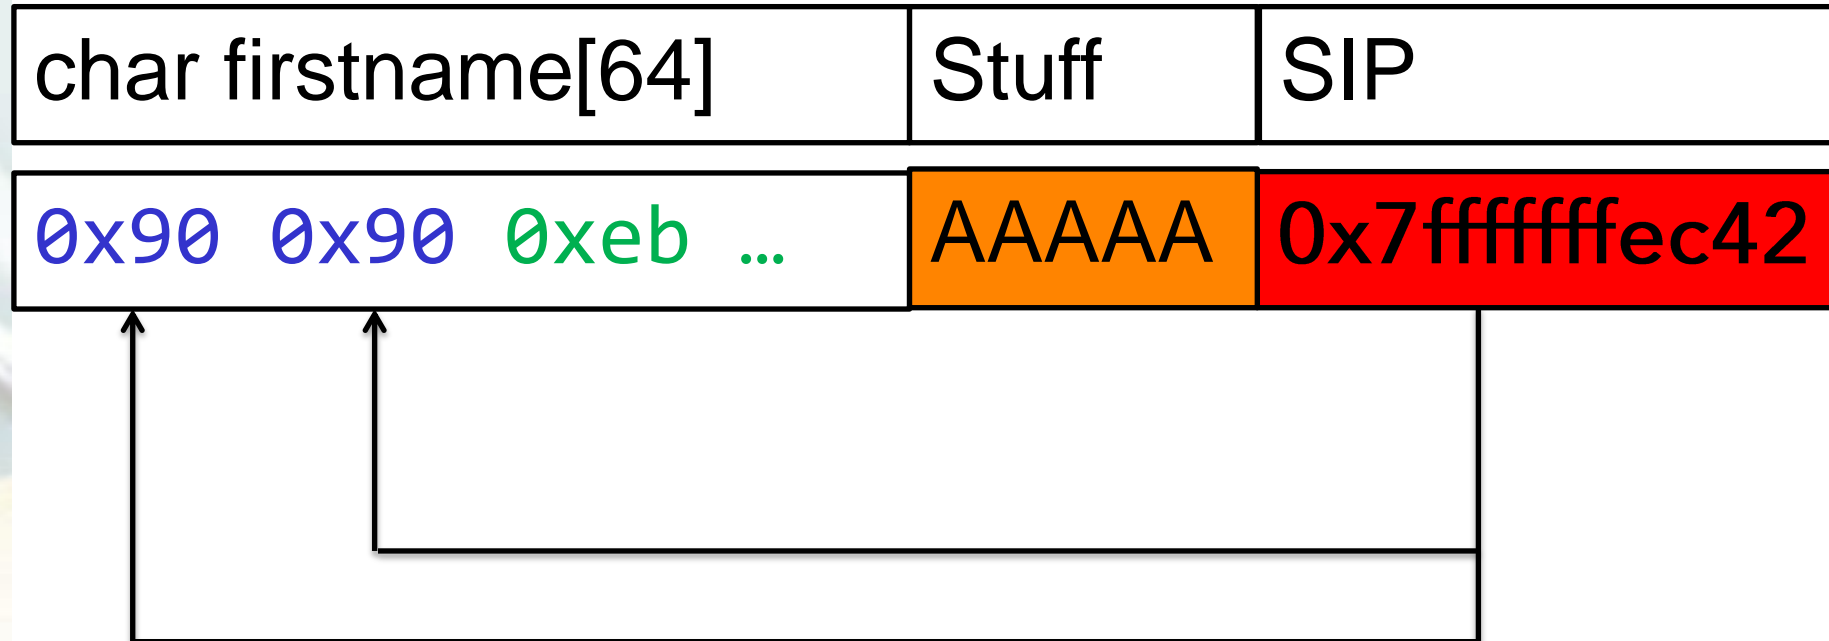 char firstname[64] Stuff SIP
0x90 0x90 0xeb … AAAAA 0x7fffffffec42